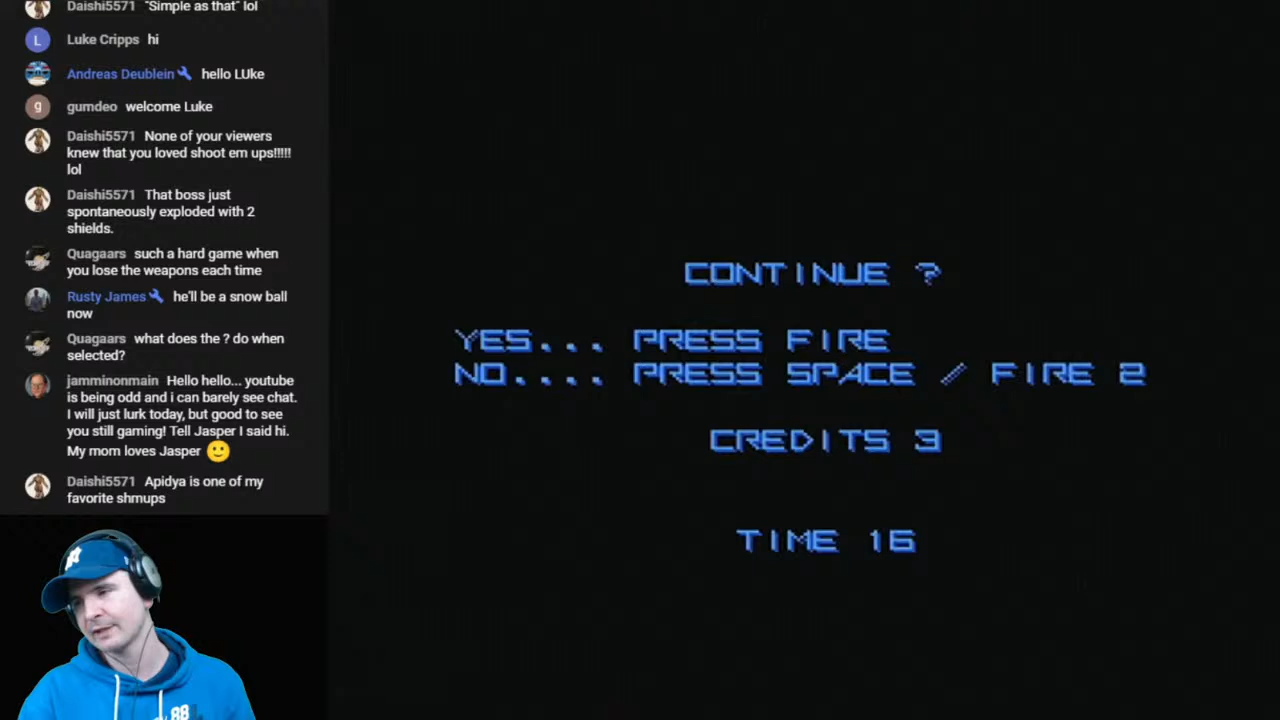 Daishi5571 "Simple as that" lol
L Luke Cripps hi
Andreas Deublein hello LUke
g gumdeo welcome Luke
Daishi5571 None of your viewers
knew that you loved shoot em ups!!!!!
lol
Daishi5571 That boss just
spontaneously exploded with 2
shields.
Quagaars such a hard game when
you lose the weapons each time
Rusty James he'll be a snow ball
now
Quagaars what does the ? do when
selected?
jamminonmain Hello hello... youtube
is being odd and i can barely see chat.
I will just lurk today, but good to see
you still gaming! Tell Jasper I said hi.
My mom loves Jasper 🙂
Daishi5571 Apidya is one of my
favorite shmups
CONTINUE ?
YES... PRESS FIRE
NO.... PRESS SPACE / FIRE 2
CREDITS 3
TIME 16
88